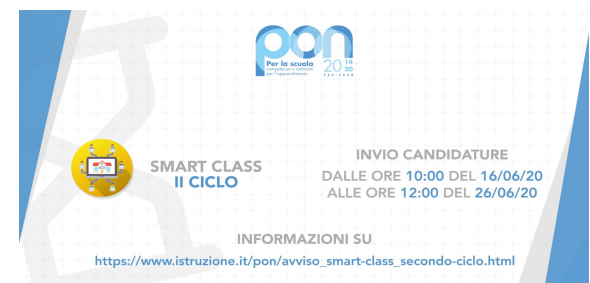 pon
Per la scuola
competenze e ambienti
per l'apprendimento
2014
2020
FSE-FESR
SMART CLASS
II CICLO
INVIO CANDIDATURE
DALLE ORE 10:00 DEL 16/06/20
ALLE ORE 12:00 DEL 26/06/20
INFORMAZIONI SU
https://www.istruzione.it/pon/avviso_smart-class_secondo-ciclo.html